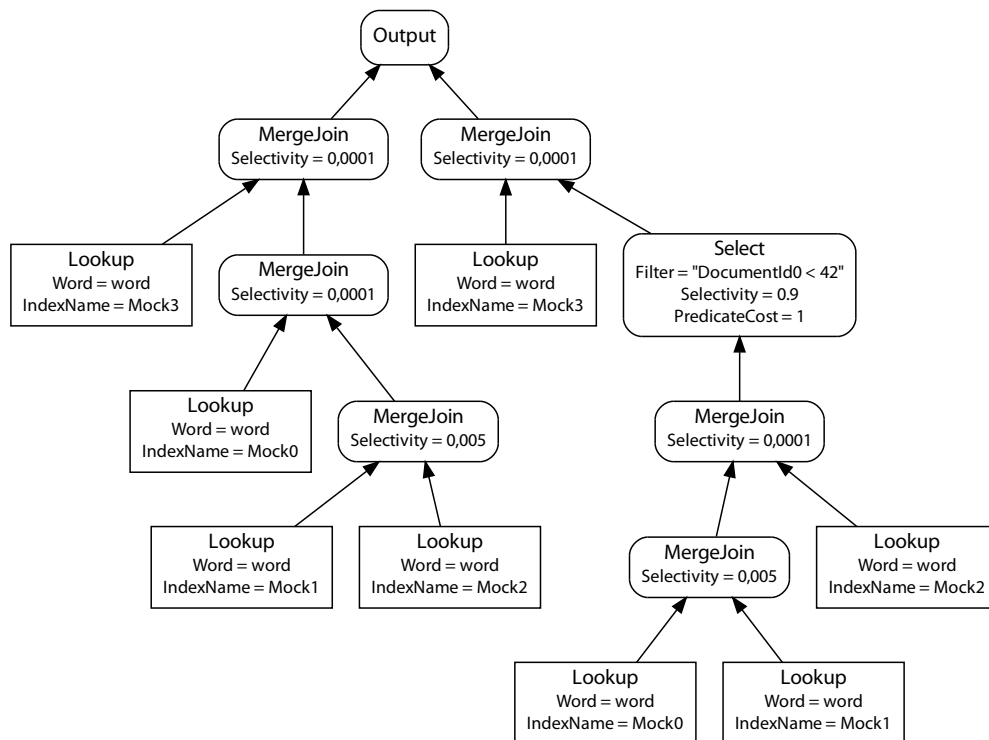 Output
MergeJoin
Selectivity = 0,0001
MergeJoin
Selectivity = 0,0001
Lookup
Word = word
IndexName = Mock3
MergeJoin
Selectivity = 0,0001
Lookup
Word = word
IndexName = Mock3
Select
Filter = "DocumentId0 < 42"
Selectivity = 0.9
PredicateCost = 1
Lookup
Word = word
IndexName = Mock0
MergeJoin
Selectivity = 0,005
MergeJoin
Selectivity = 0,0001
Lookup
Word = word
IndexName = Mock1
Lookup
Word = word
IndexName = Mock2
MergeJoin
Selectivity = 0,005
Lookup
Word = word
IndexName = Mock2
Lookup
Word = word
IndexName = Mock0
Lookup
Word = word
IndexName = Mock1